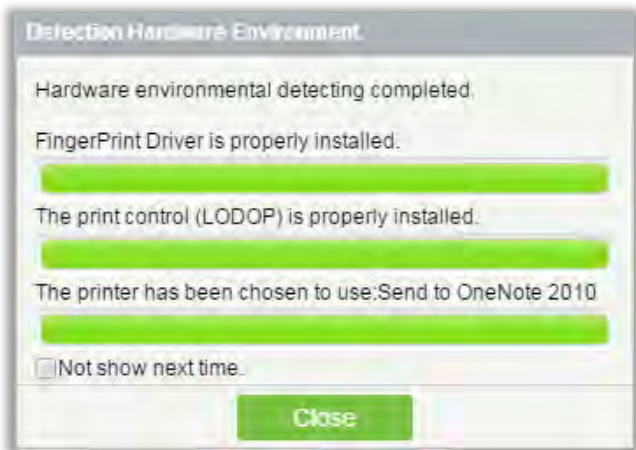 Detection Hardware Environment
Hardware environmental detecting completed.
FingerPrint Driver is properly installed.
The print control (LODOP) is properly installed.
The printer has been chosen to use:Send to OneNote 2010
Not show next time.
Close